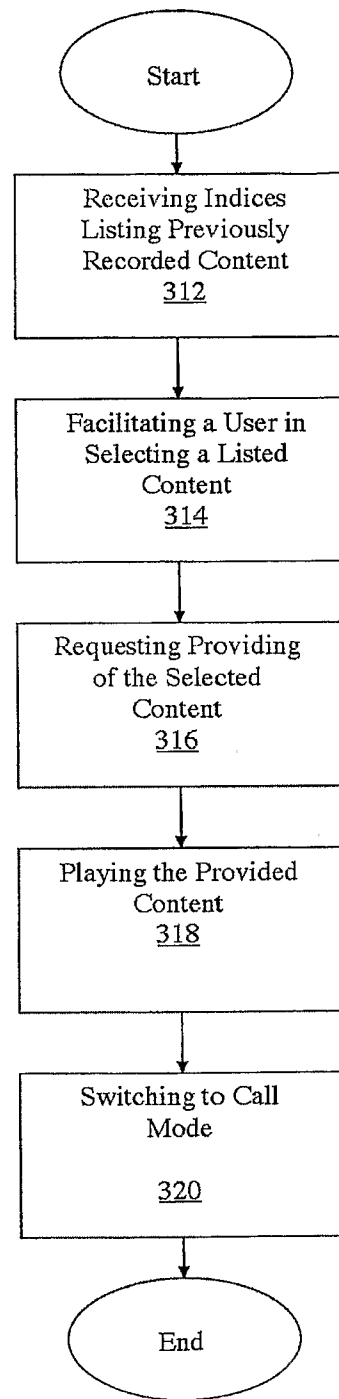 Start
Receiving Indices
Listing Previously
Recorded Content
312
Facilitating a User in
Selecting a Listed
Content
314
Requesting Providing
of the Selected
Content
316
Playing the Provided
Content
318
Switching to Call
Mode
320
End